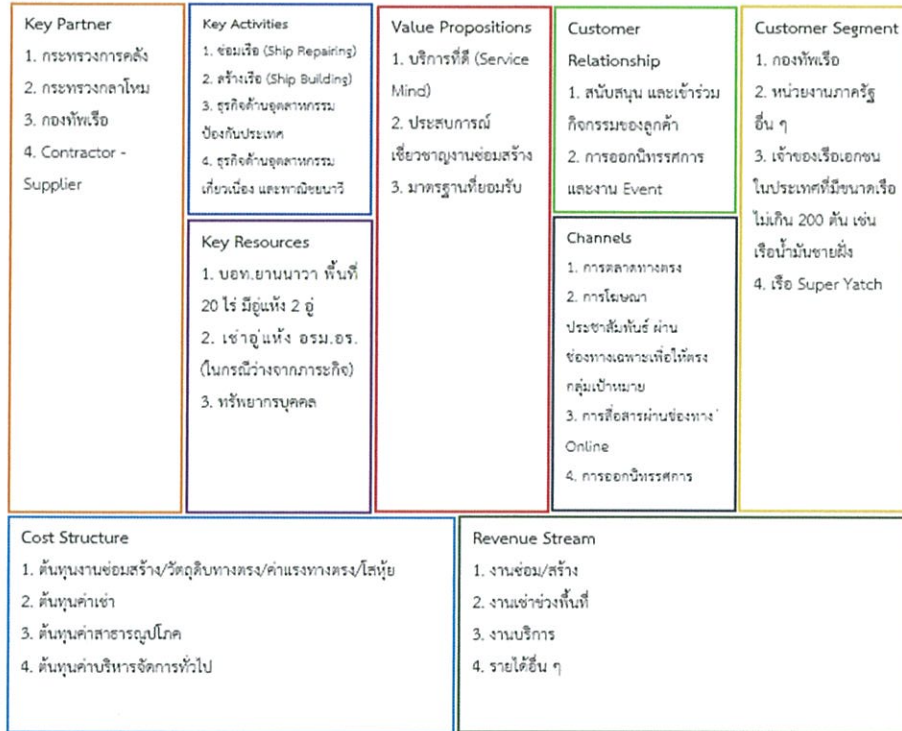 Key Partner
1. กระทรวงการคลัง
2. กระทรวงกลาโหม
3. กองทัพเรือ
4. Contractor -
Supplier
Key Activities
1. ซ่อมเรือ (Ship Repairing)
2. สร้างเรือ (Ship Building)
3. ธุรกิจด้านอุตสาหกรรม
ป้องกันประเทศ
4. ธุรกิจด้านอุตสาหกรรม
เกี่ยวเนื่อง และพาณิชยนาวี
Key Resources
1. บอท.ยานนาวา พื้นที่
20 ไร่ มีอู่แห้ง 2 อู่
2. เช่าอู่แห้ง อรม.อร.
(ในกรณีว่างจากภาระกิจ)
3. ทรัพยากรบุคคล
Value Propositions
1. บริการที่ดี (Service
Mind)
2. ประสบการณ์
เชี่ยวชาญงานซ่อมสร้าง
3. มาตรฐานที่ยอมรับ
Customer
Relationship
1. สนับสนุน และเข้าร่วม
กิจกรรมของลูกค้า
2. การออกนิทรรศการ
และงาน Event
Channels
1. การตลาดทางตรง
2. การโฆษณา
ประชาสัมพันธ์ ผ่าน
ช่องทางเฉพาะเพื่อให้ตรง
กลุ่มเป้าหมาย
3. การสื่อสารผ่านช่องทาง
Online
4. การออกนิทรรศการ
Customer Segment
1. กองทัพเรือ
2. หน่วยงานภาครัฐ
อื่น ๆ
3. เจ้าของเรือเอกชน
ในประเทศที่มีขนาดเรือ
ไม่เกิน 200 ตัน เช่น
เรือน้ำมันชายฝั่ง
4. เรือ Super Yatch
Cost Structure
1. ต้นทุนงานซ่อมสร้าง/วัตถุดิบทางตรง/ค่าแรงทางตรง/โสหุ้ย
2. ต้นทุนค่าเช่า
3. ต้นทุนค่าสาธารณูปโภค
4. ต้นทุนค่าบริหารจัดการทั่วไป
Revenue Stream
1. งานซ่อม/สร้าง
2. งานเช่าช่วงพื้นที่
3. งานบริการ
4. รายได้อื่น ๆ